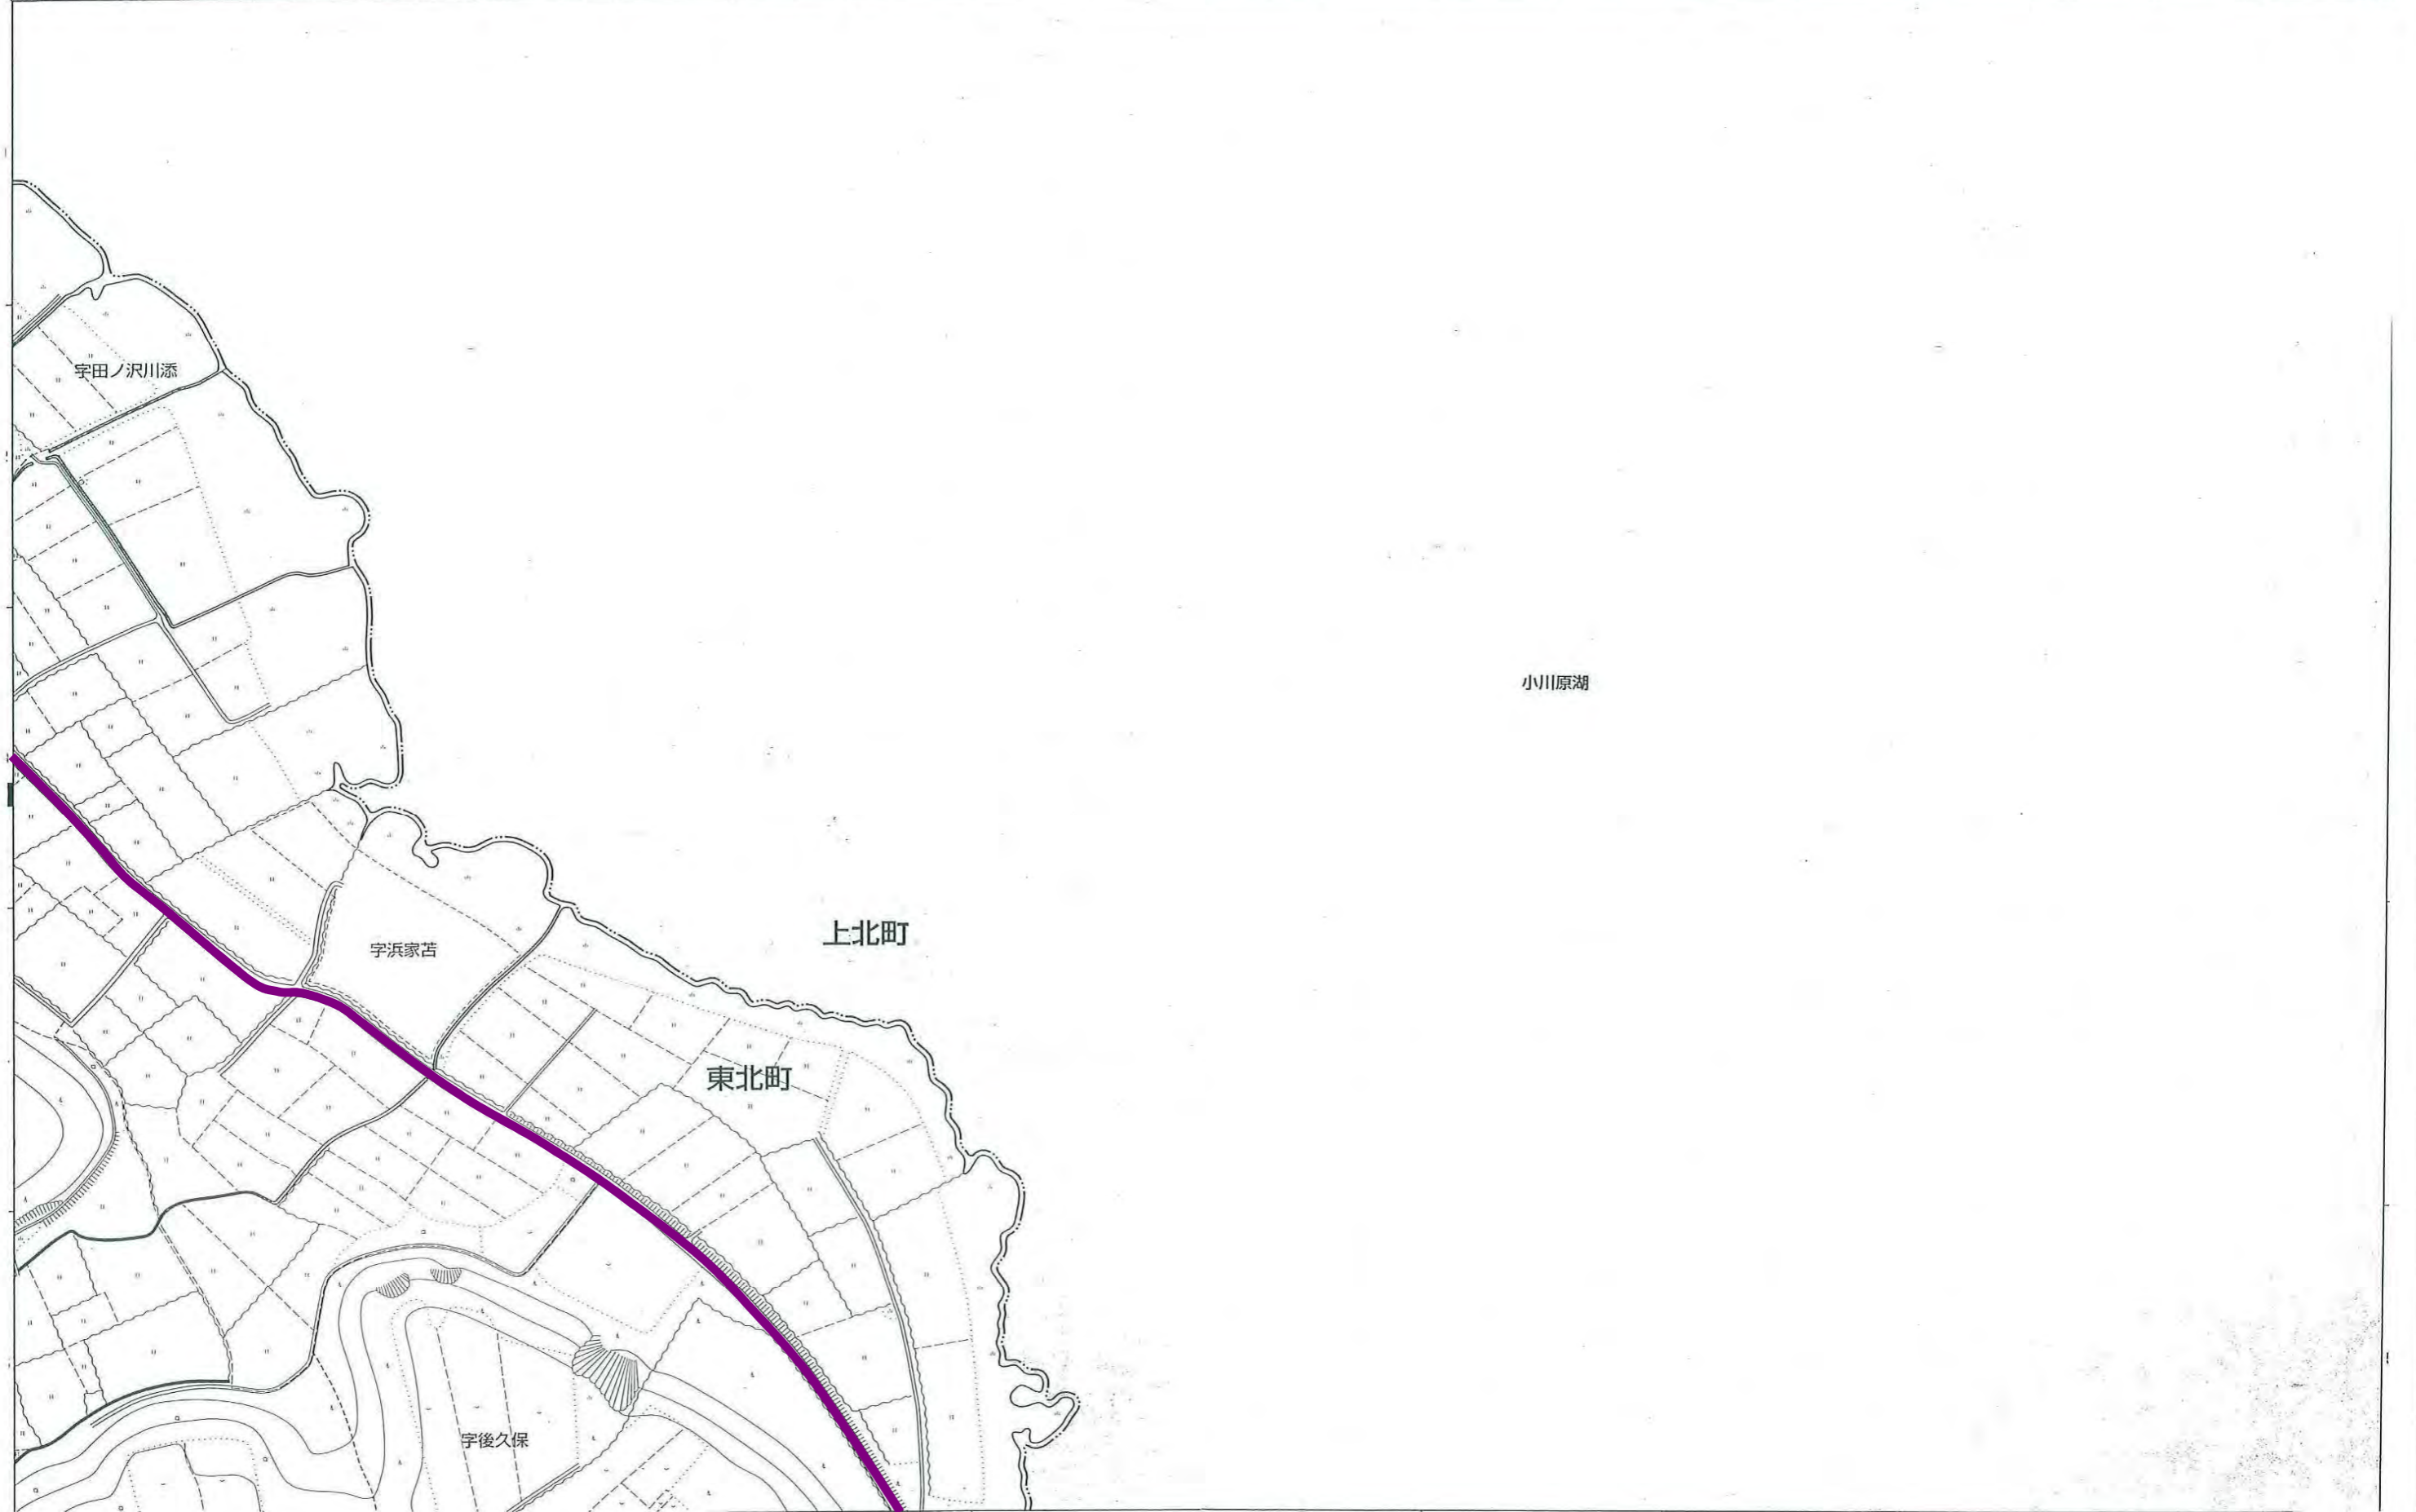 字田ノ沢川添
小川原湖
上北町
字浜家苫
東北町
字後久保